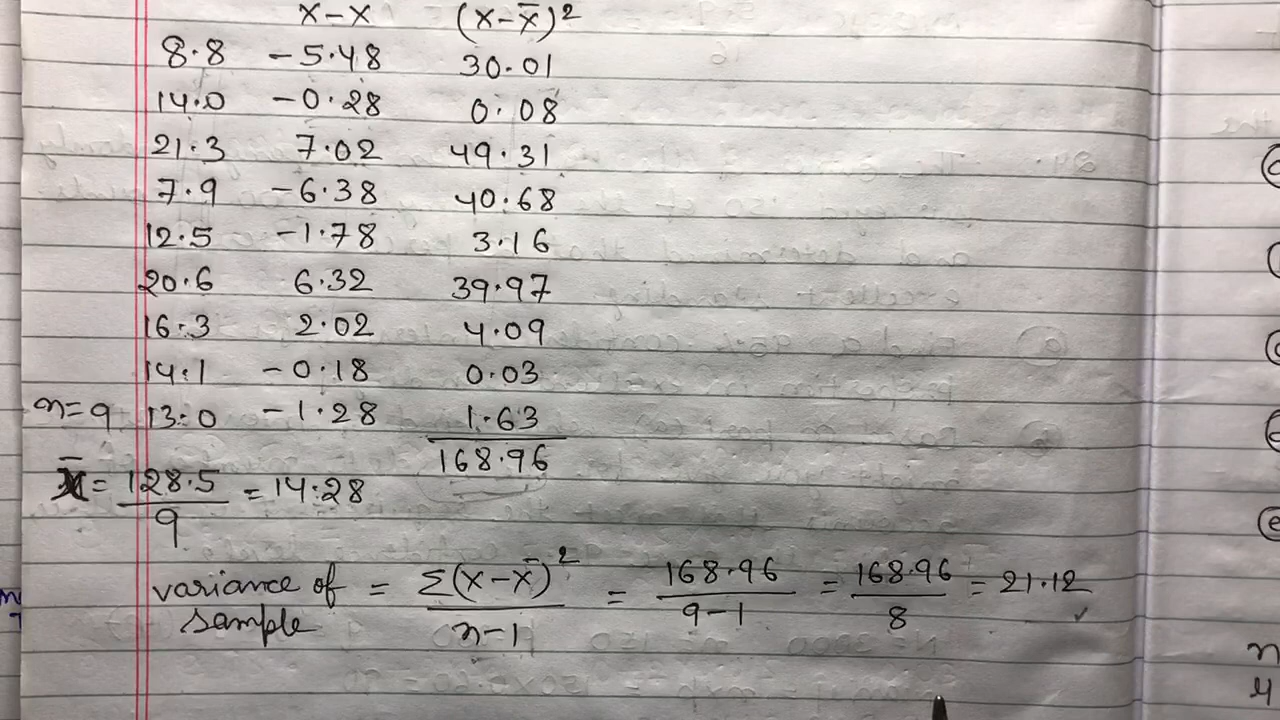 x-x (x-x̄)²
8.8 -5.48 30.01
14.0 -0.28 0.08
21.3 7.02 49.31
7.9 -6.38 40.68
12.5 -1.78 3.16
20.6 6.32 39.97
16.3 2.02 4.09
14.1 -0.18 0.03
n=9 13.0 -1.28 1.63
168.96
x̄ = 128.5/9 = 14.28
variance of sample = Σ(x-x̄)²/n-1 = 168.96/9-1 = 168.96/8 = 21.12 ✓